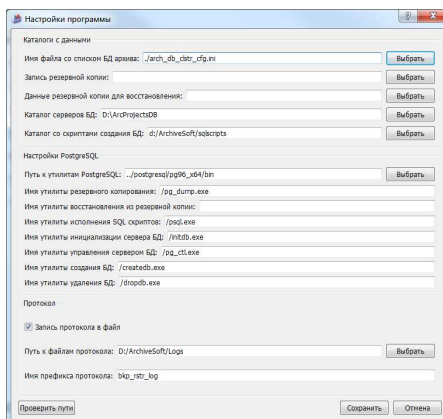 Настройки программы
Каталоги с данными
Имя файла со списком БД архива: ./arch_db_clstr_cfg.ini Выбрать
Запись резервной копии: Выбрать
Данные резервной копии для восстановления: Выбрать
Каталог серверов БД: D:\ArcProjectsDB Выбрать
Каталог со скриптами создания БД: d:/ArchiveSoft/sqlscripts Выбрать
Настройки PostgreSQL
Путь к утилитам PostgreSQL: ../postgresql/pg96_x64/bin Выбрать
Имя утилиты резервного копирования: /pg_dump.exe
Имя утилиты восстановления из резервной копии:
Имя утилиты исполнения SQL скриптов: /psql.exe
Имя утилиты инициализации сервера БД: /initdb.exe
Имя утилиты управления сервером БД: /pg_ctl.exe
Имя утилиты создания БД: /createdb.exe
Имя утилиты удаления БД: /dropdb.exe
Протокол
Запись протокола в файл
Путь к файлам протокола: D:/ArchiveSoft/Logs Выбрать
Имя префикса протокола: bkp_rstr_log
Проверить пути Сохранить Отмена